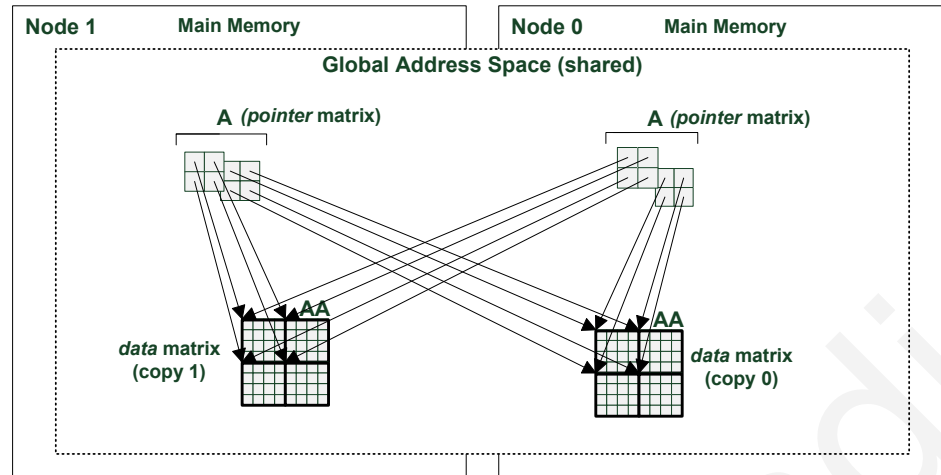 Node 1 Main Memory
Node 0 Main Memory
Global Address Space (shared)
A (pointer matrix)
A (pointer matrix)
AA
data matrix
(copy 1)
AA
data matrix
(copy 0)